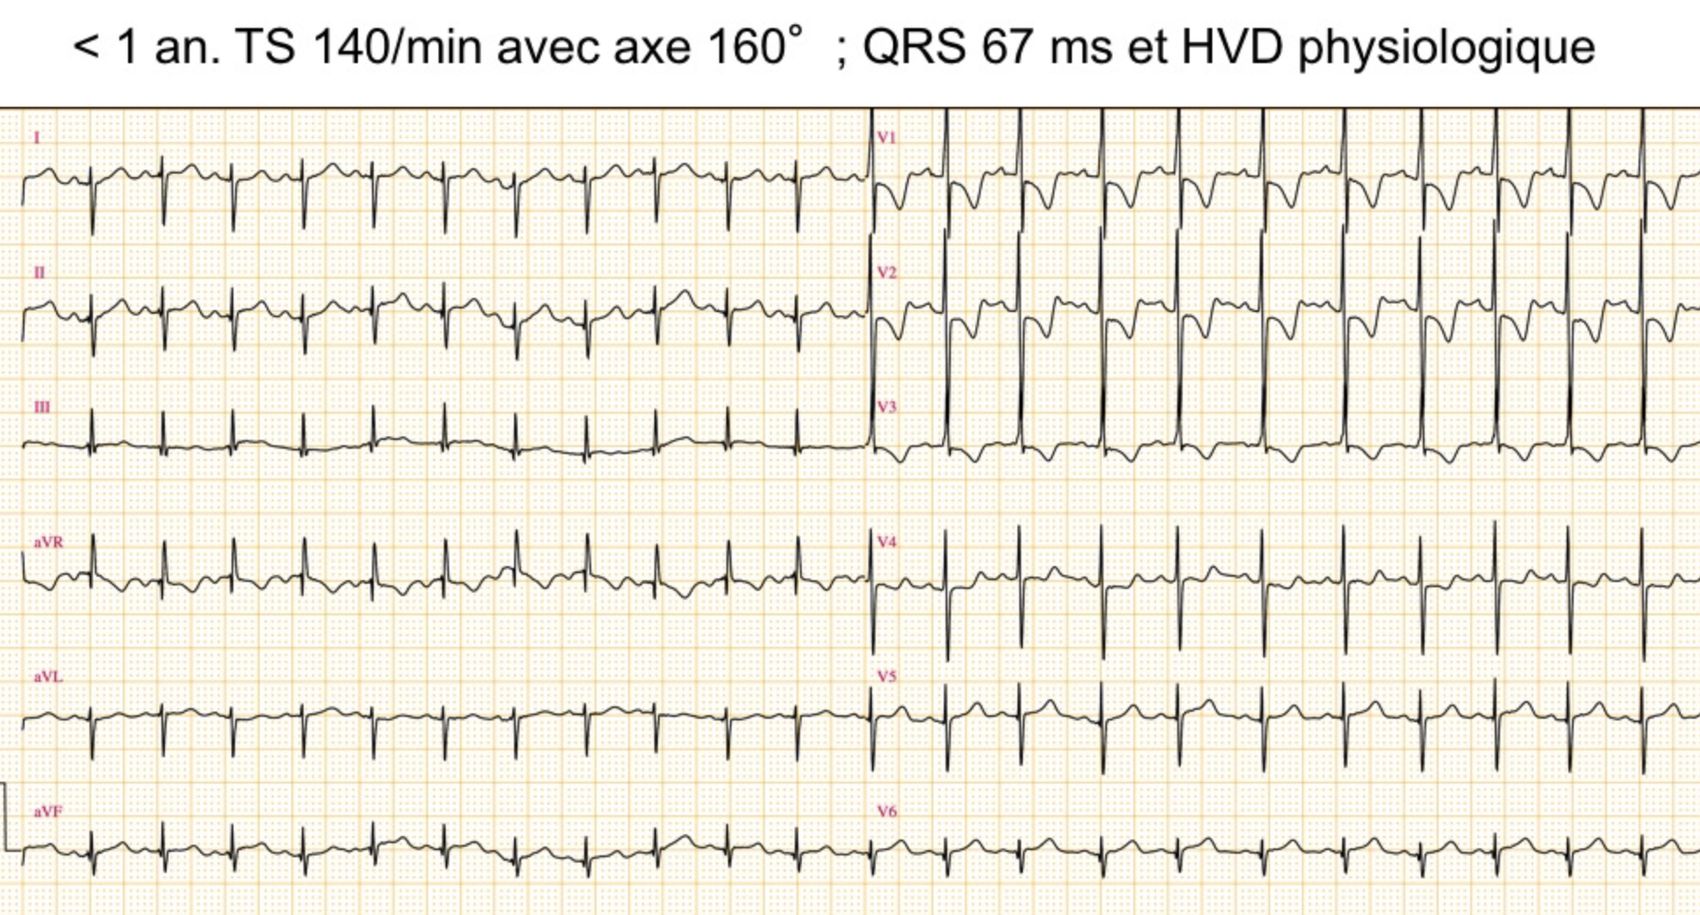 < 1 an. TS 140/min avec axe 160° ; QRS 67 ms et HVD physiologique
I
II
III
aVR
aVL
aVF
V1
V2
V3
V4
V5
V6